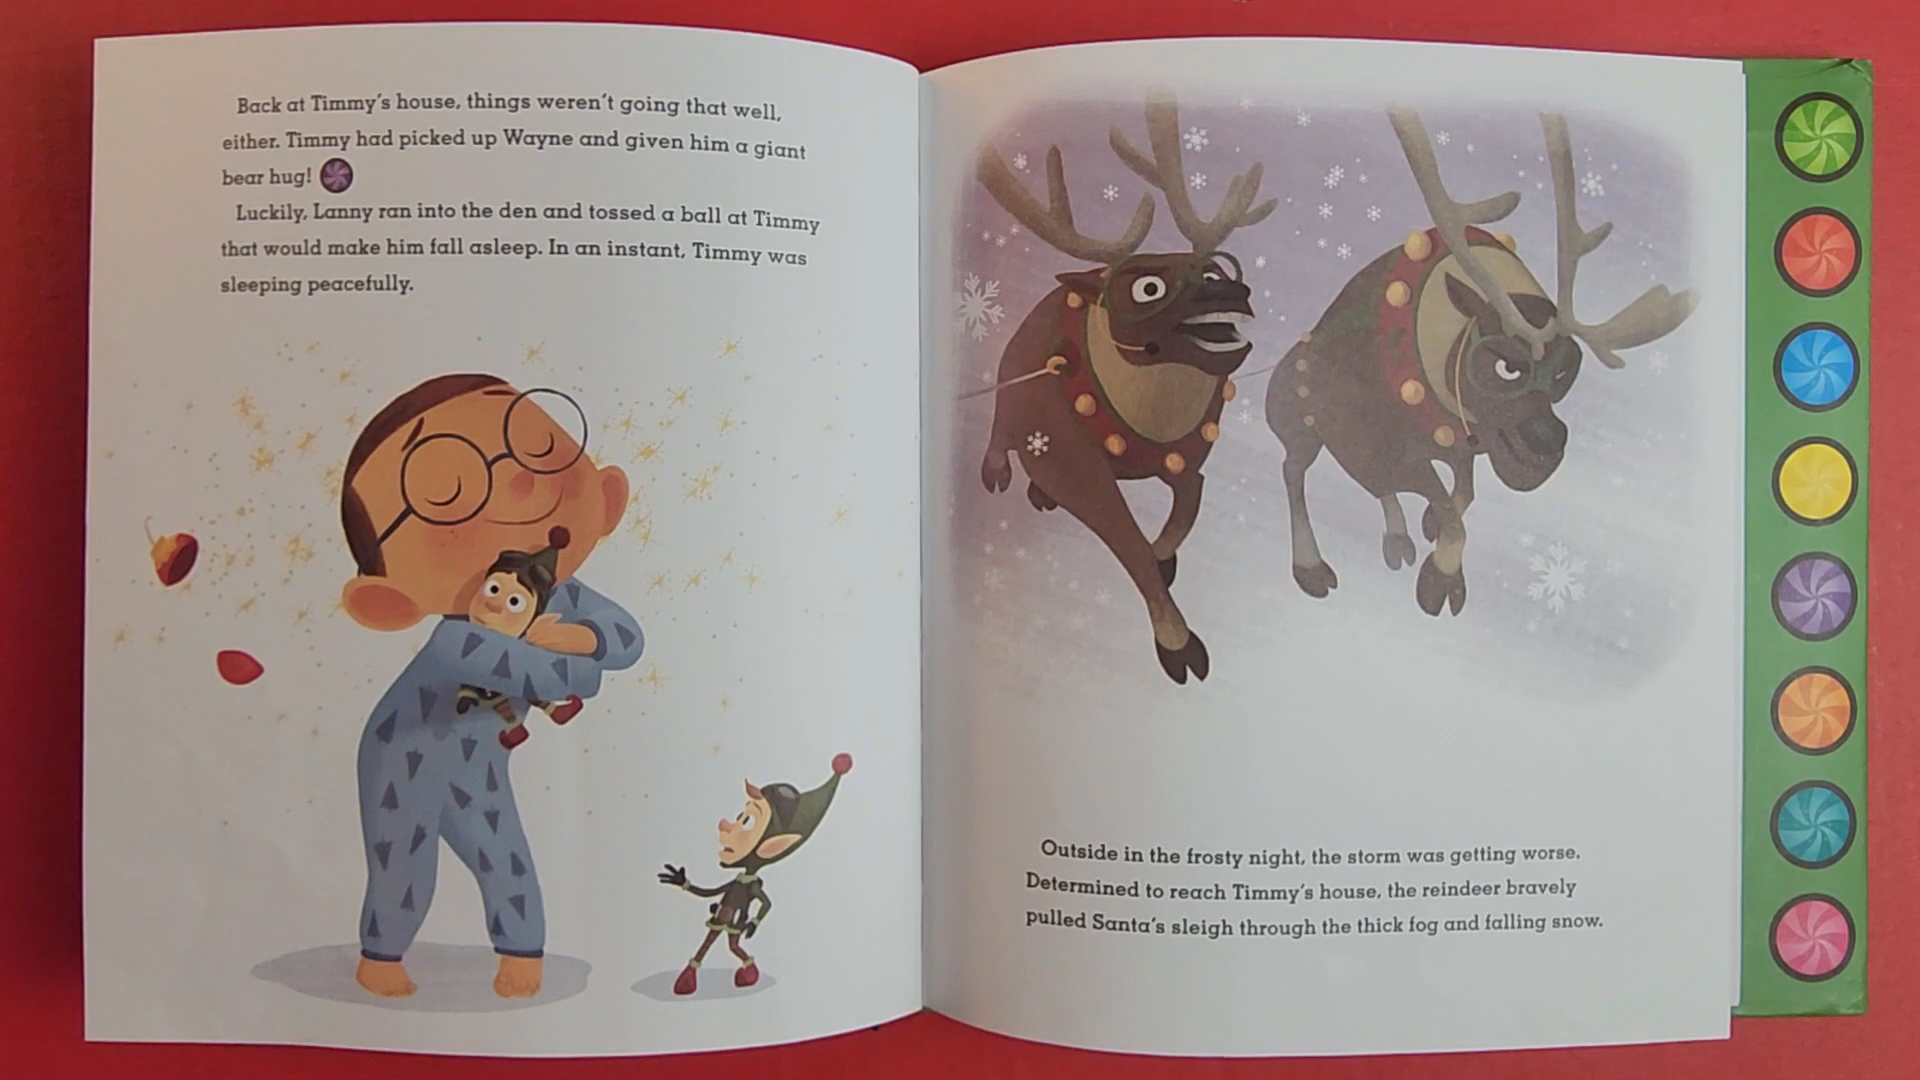 Back at Timmy's house, things weren't going that well,
either. Timmy had picked up Wayne and given him a giant
bear hug!
Luckily, Lanny ran into the den and tossed a ball at Timmy
that would make him fall asleep. In an instant, Timmy was
sleeping peacefully.
Outside in the frosty night, the storm was getting worse.
Determined to reach Timmy's house, the reindeer bravely
pulled Santa's sleigh through the thick fog and falling snow.